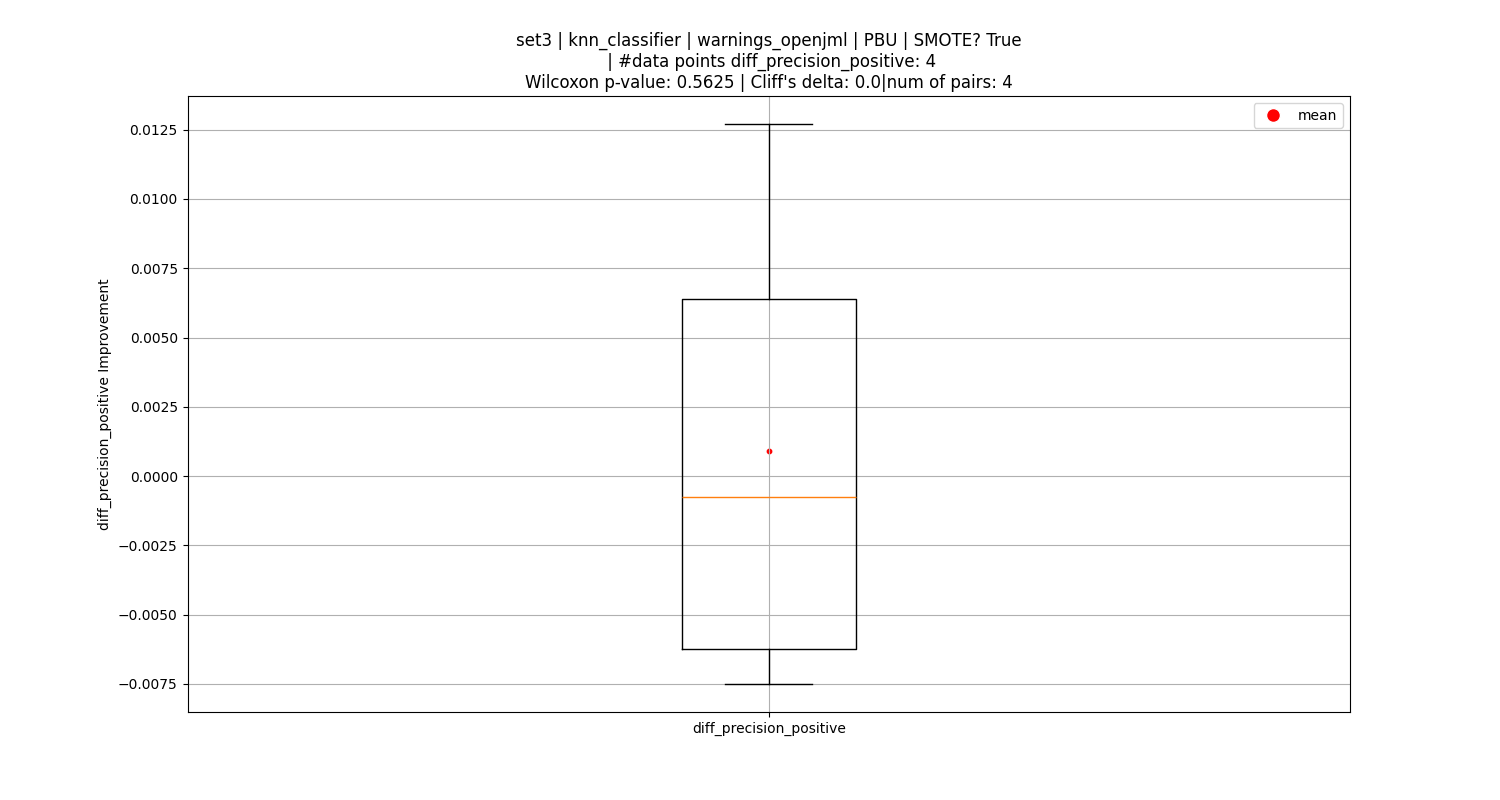 set3 | knn_classifier | warnings_openjml | PBU | SMOTE? True
| #data points diff_precision_positive: 4
Wilcoxon p-value: 0.5625 | Cliff's delta: 0.0|num of pairs: 4
mean
0.0125
0.0100
0.0075
0.0050
0.0025
0.0000
−0.0025
−0.0050
−0.0075
diff_precision_positive Improvement
diff_precision_positive